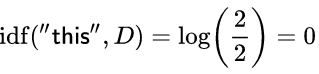 idf("this", D) = log(2/2) = 0